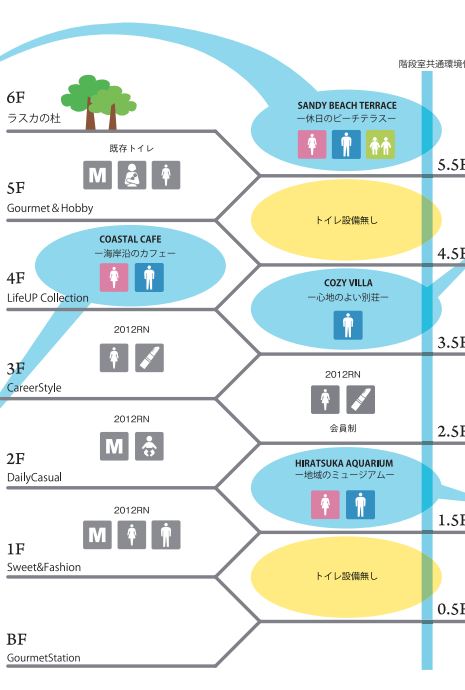 階段室共通環境
SANDY BEACH TERRACE
ー休日のビーチテラスー
6F
ラスカの杜
既存トイレ
M
5.5F
5F
Gourmet & Hobby
トイレ設備無し
COASTAL CAFE
ー海岸沿のカフェー
4.5F
4F
LifeUP Collection
COZY VILLA
ー心地のよい別荘ー
2012RN
3.5F
3F
CareerStyle
2012RN
会員制
2012RN
M
2.5F
2F
DailyCasual
HIRATSUKA AQUARIUM
ー地域のミュージアムー
2012RN
M
1.5F
1F
Sweet&Fashion
トイレ設備無し
0.5F
BF
GourmetStation